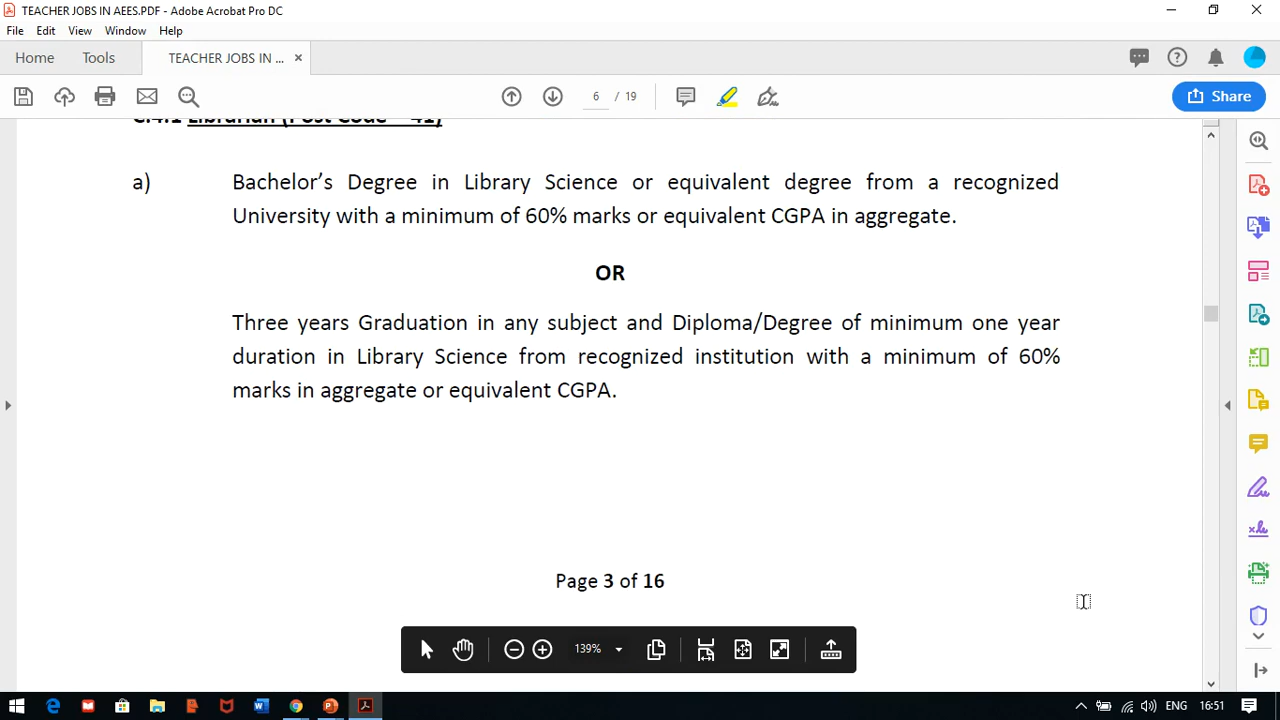 TEACHER JOBS IN AEES.PDF - Adobe Acrobat Pro DC
File Edit View Window Help
Home Tools TEACHER JOBS IN ... ×
6 / 19
Share
C.4.1 Librarian (Post Code – 41)
a) Bachelor’s Degree in Library Science or equivalent degree from a recognized
University with a minimum of 60% marks or equivalent CGPA in aggregate.
OR
Three years Graduation in any subject and Diploma/Degree of minimum one year
duration in Library Science from recognized institution with a minimum of 60%
marks in aggregate or equivalent CGPA.
Page 3 of 16
139%
ENG 16:51